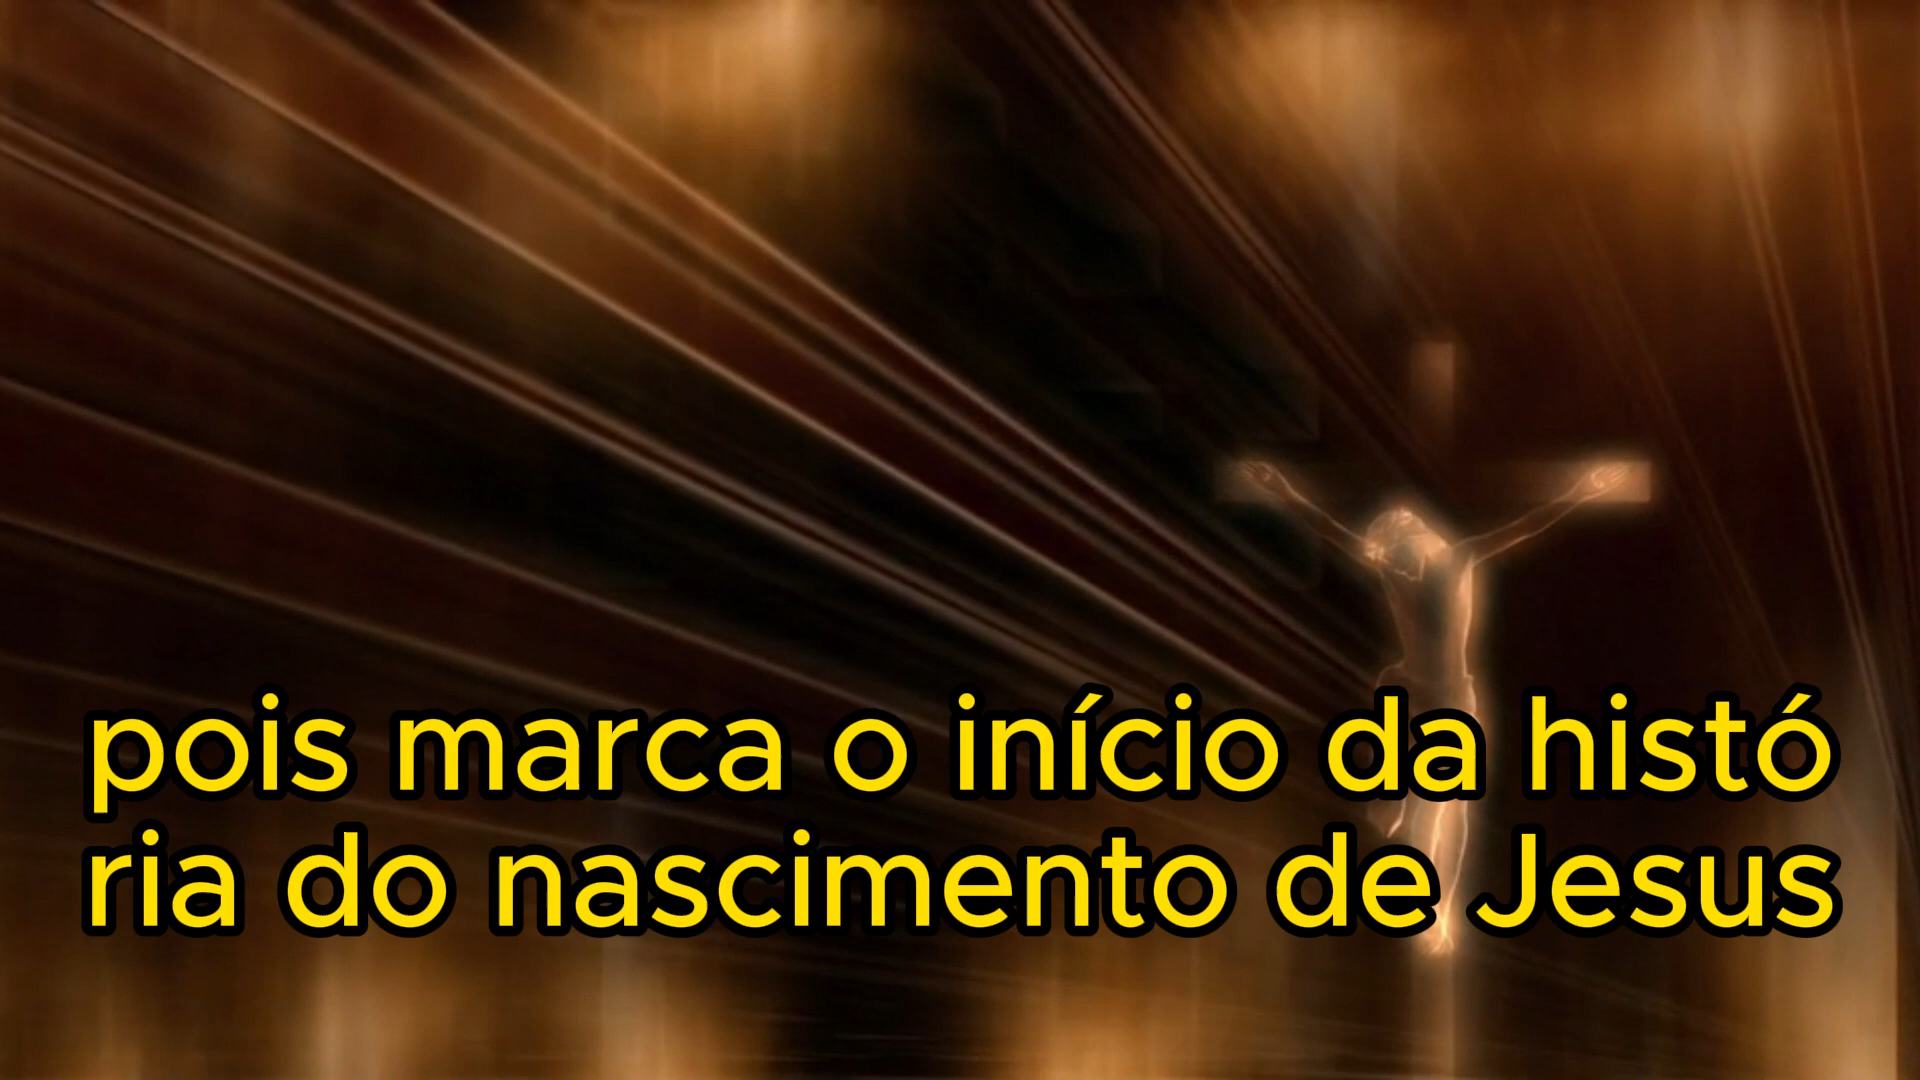 pois marca o início da histó
ria do nascimento de Jesus